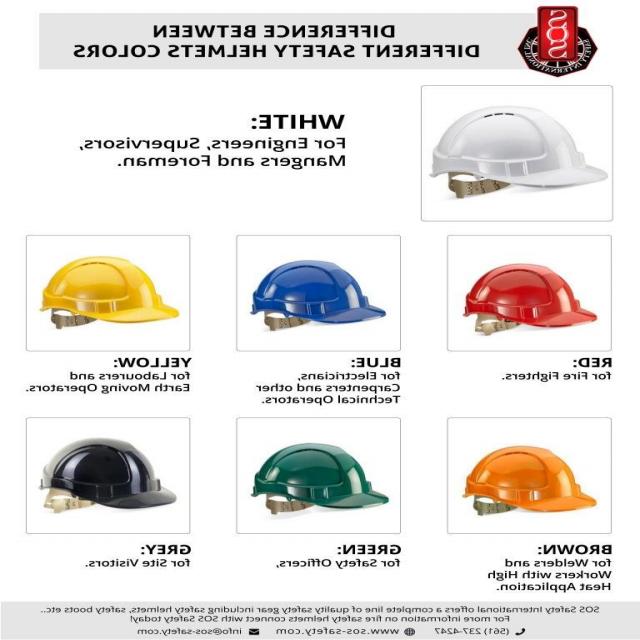 DIFFERENCE BETWEEN
DIFFERENT SAFETY HELMETS COLORS
SOS
SAFETY INTERNATIONAL INC.
WHITE:
For Engineers, Supervisors,
Mangers and Foreman.
RED:
for Fire Fighters.
BLUE:
for Electricians,
Carpenters and other
Technical Operators.
YELLOW:
for Labourers and
Earth Moving Operators.
BROWN:
for Welders and
Workers with High
Heat Application.
GREEN:
for Safety Officers,
GREY:
for Site Visitors.
SOS Safety International offers a complete line of quality safety gear including safety helmets, safety boots etc..
For more information on fire safety helmets connect with SOS Safety today!
(561) 237-4247 www.sos-safety.com info@sos-safety.com